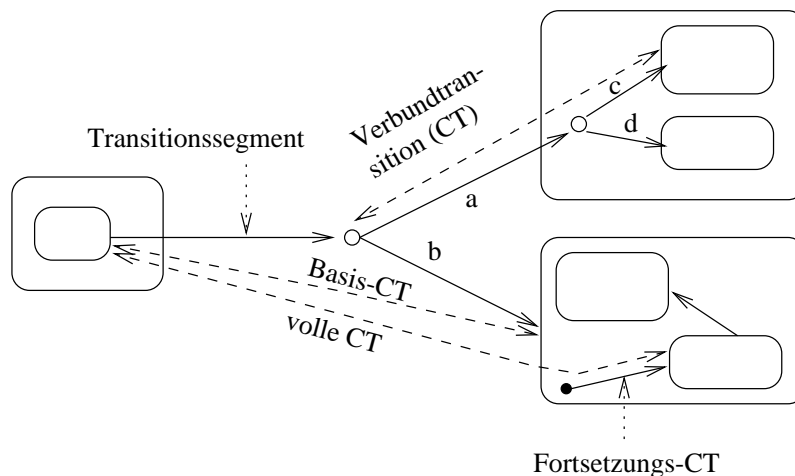 Verbundtran-
sition (CT)
c
d
Transitionssegment
a
b
Basis-CT
volle CT
Fortsetzungs-CT